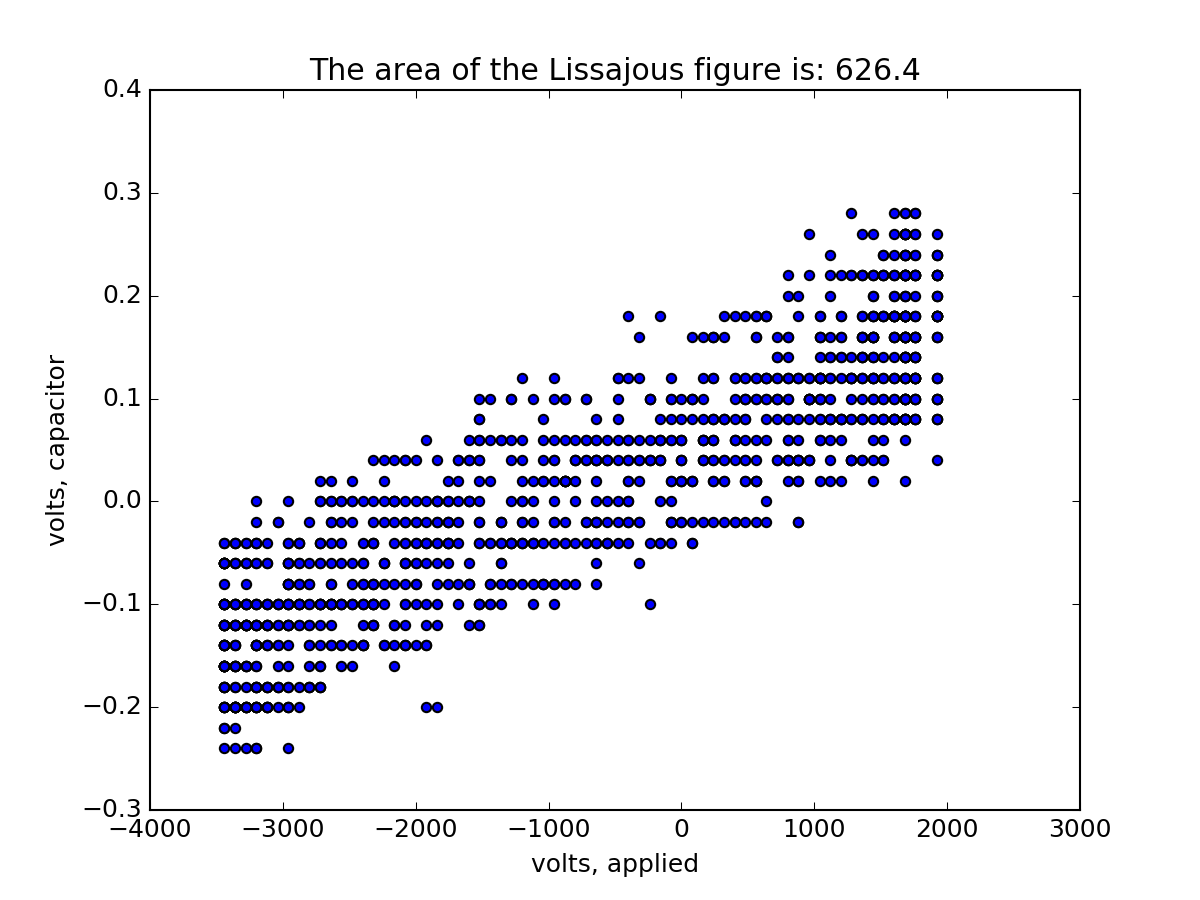 The area of the Lissajous figure is: 626.4
0.4
0.3
0.2
0.1
0.0
−0.1
−0.2
−0.3
volts, capacitor
−4000 −3000 −2000 −1000 0 1000 2000 3000
volts, applied